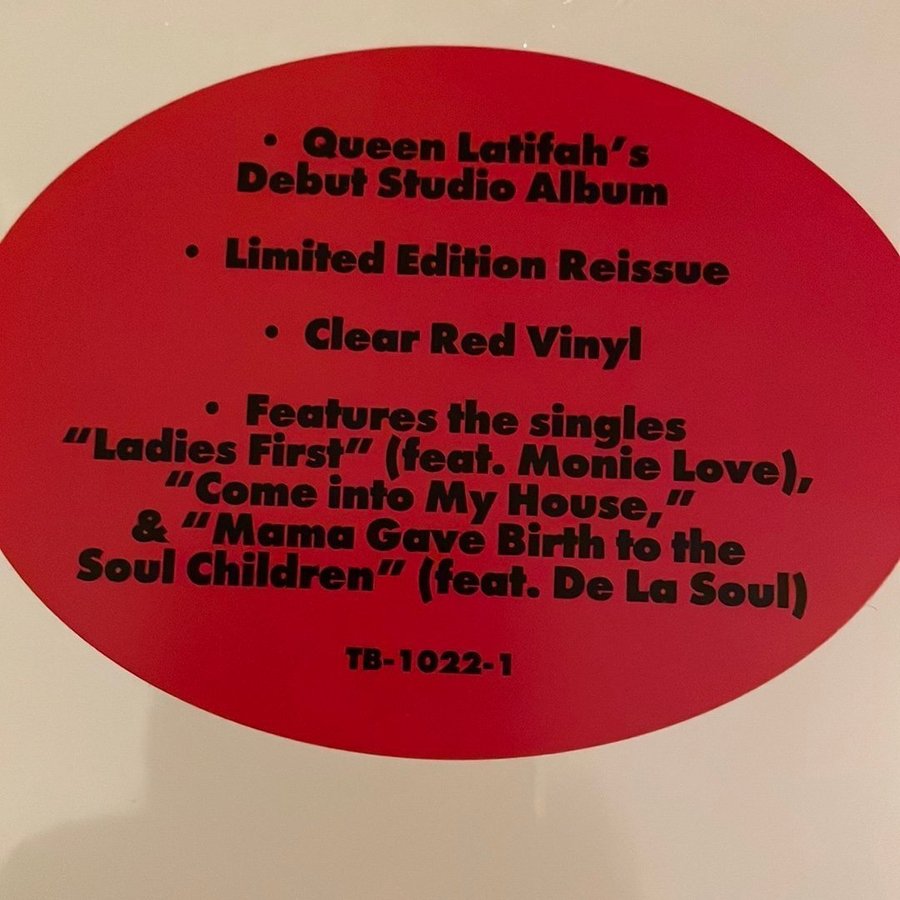 • Queen Latifah's
Debut Studio Album
• Limited Edition Reissue
• Clear Red Vinyl
• Features the singles
"Ladies First" (feat. Monie Love),
"Come into My House,"
& "Mama Gave Birth to the
Soul Children" (feat. De La Soul)
TB-1022-1